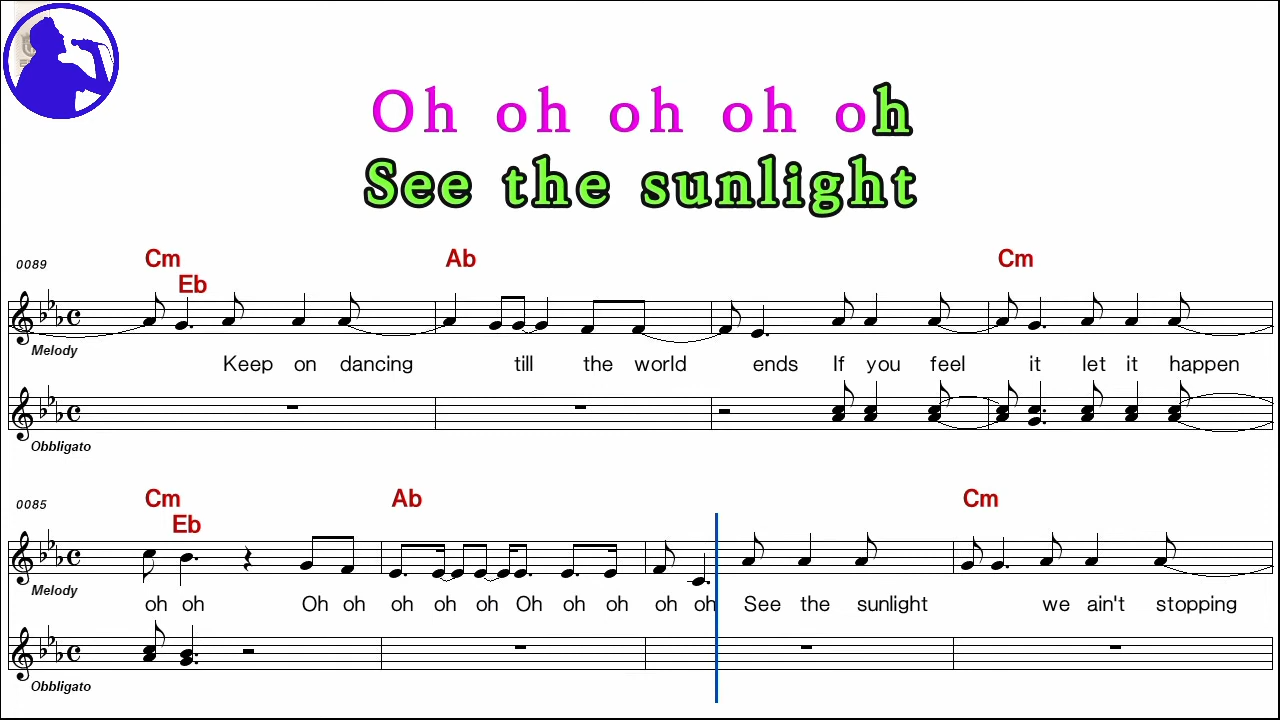 Oh oh oh oh oh
See the sunlight
0089
Cm Ab Cm
Eb
Melody
Keep on dancing till the world ends If you feel it let it happen
Obbligato
0085
Cm Ab Cm
Eb
Melody
oh oh Oh oh oh oh oh Oh oh oh oh oh See the sunlight we ain't stopping
Obbligato